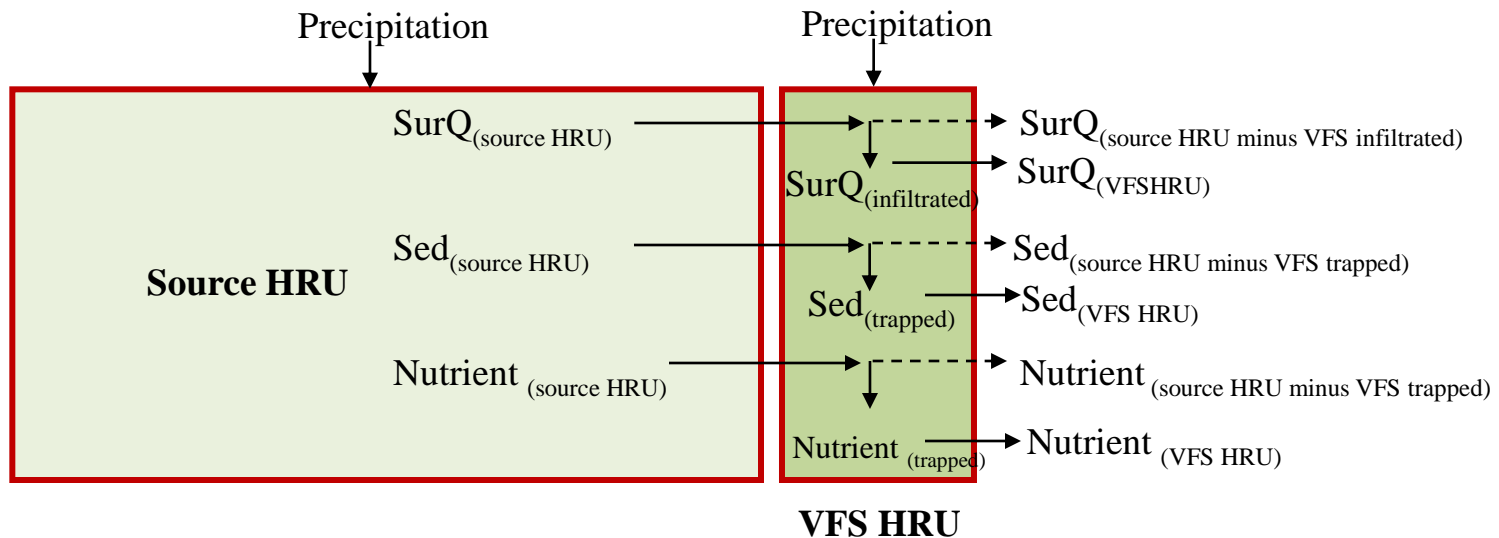 Precipitation
Precipitation
SurQ(source HRU)
SurQ(source HRU minus VFS infiltrated)
SurQ(infiltrated)
SurQ(VFSHRU)
Sed(source HRU)
Sed(source HRU minus VFS trapped)
Source HRU
Sed(trapped)
Sed(VFS HRU)
Nutrient (source HRU)
Nutrient (source HRU minus VFS trapped)
Nutrient (trapped)
Nutrient (VFS HRU)
VFS HRU